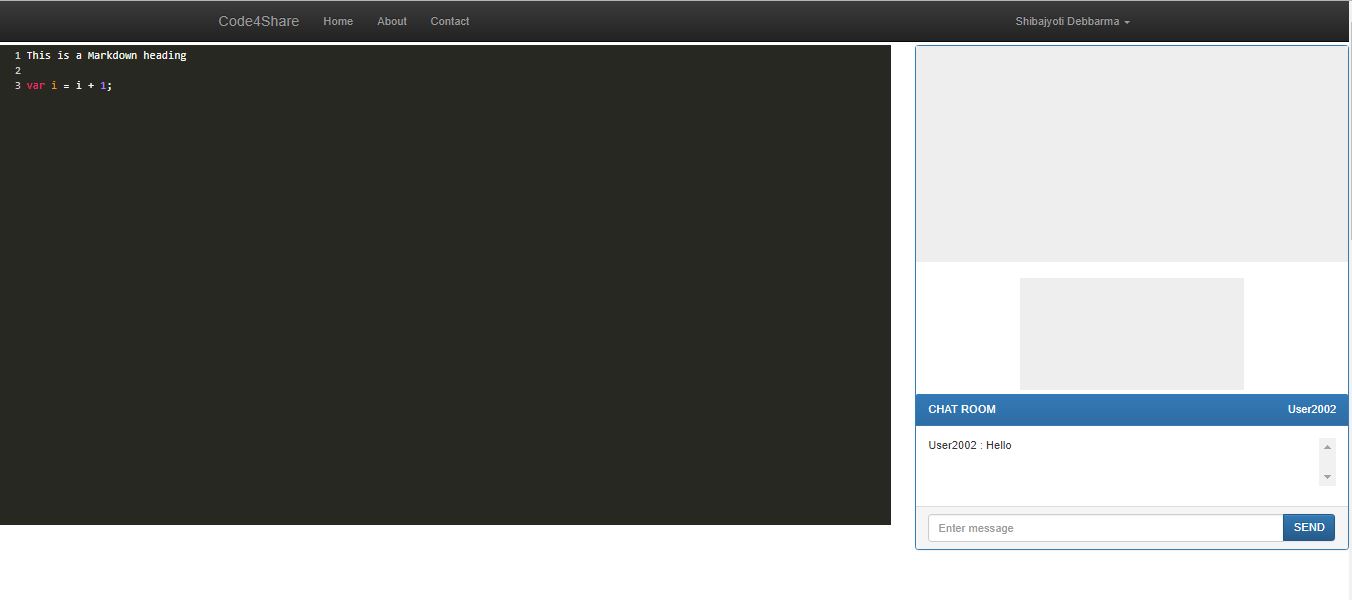 Code4Share Home About Contact Shibajyoti Debbarma
1 This is a Markdown heading
2
3 var i = i + 1;
CHAT ROOM User2002
User2002 : Hello
Enter message SEND